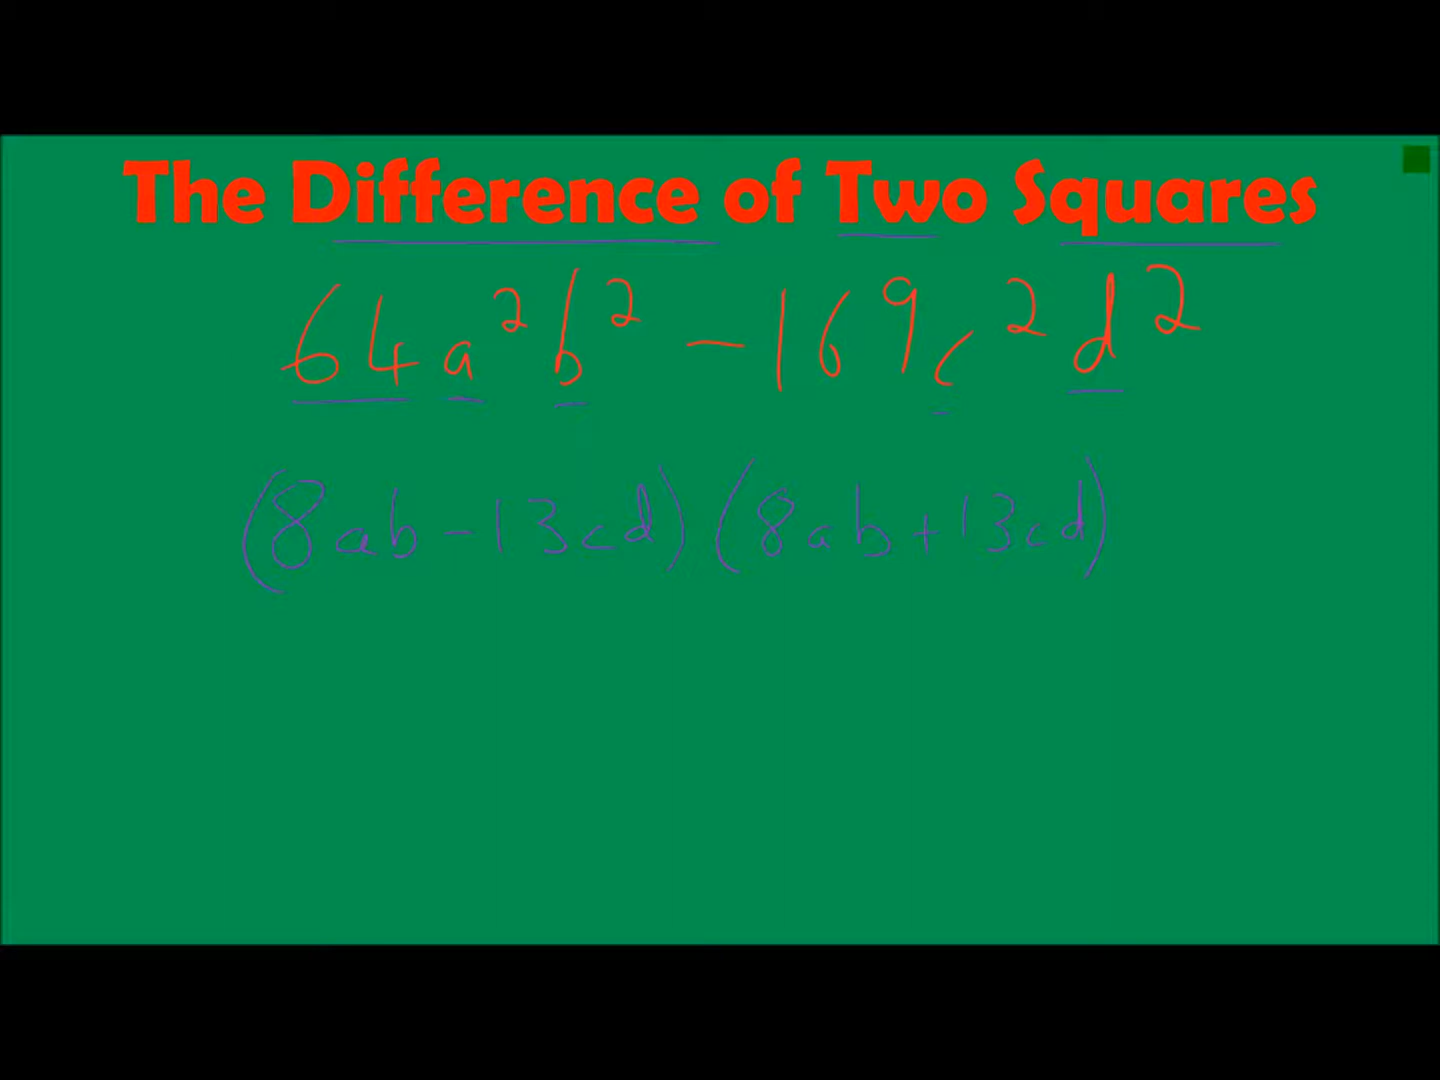 The Difference of Two Squares
64a²b² - 169c²d²
(8ab - 13cd)(8ab + 13cd)